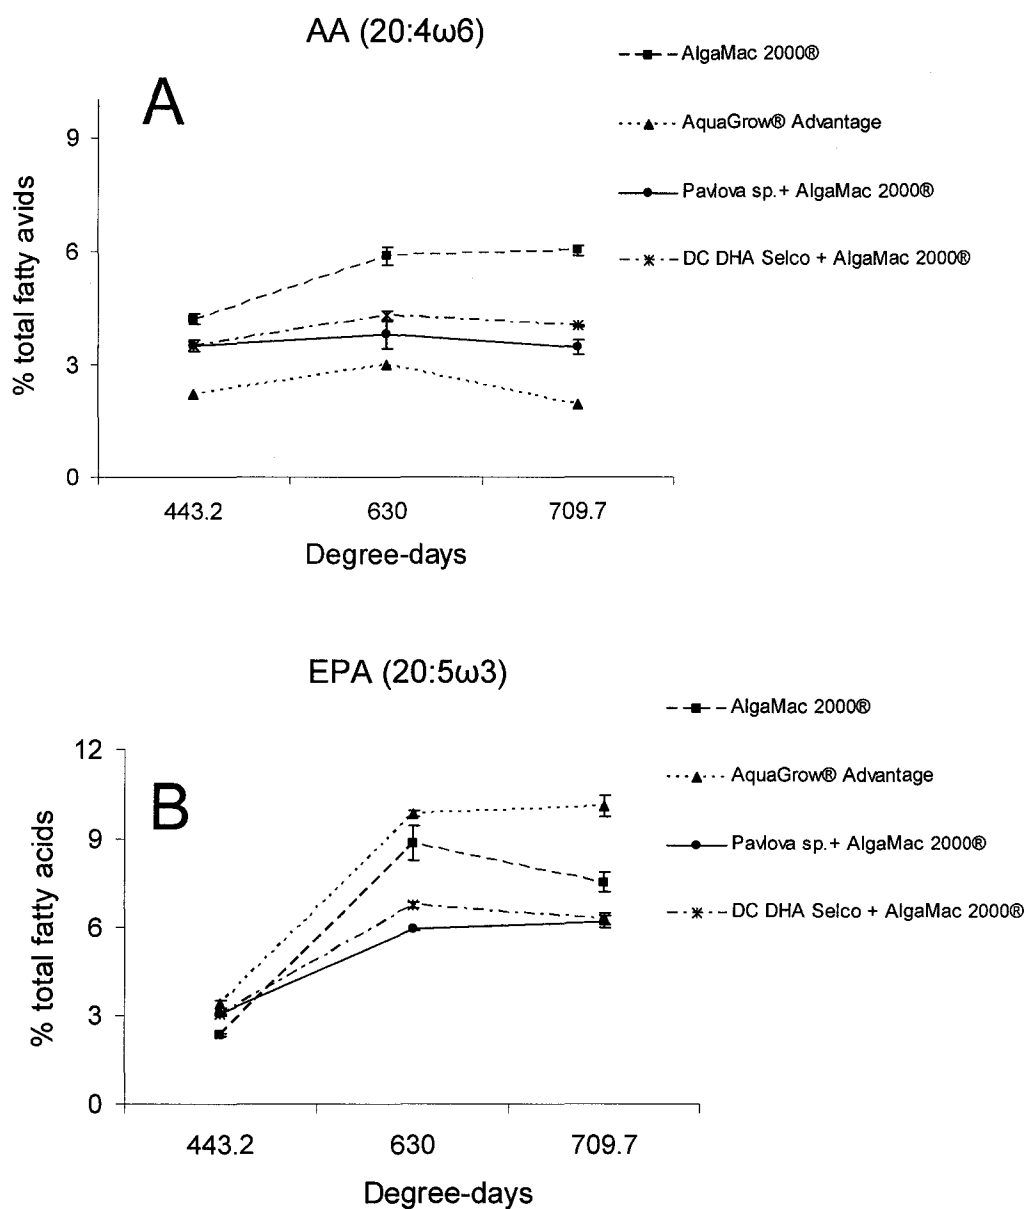 AA (20:4ω6)
A
AlgaMac 2000®
AquaGrow® Advantage
Pavlova sp.+ AlgaMac 2000®
DC DHA Selco + AlgaMac 2000®
% total fatty avids
9
6
3
0
443.2 630 709.7
Degree-days
EPA (20:5ω3)
B
AlgaMac 2000®
AquaGrow® Advantage
Pavlova sp.+ AlgaMac 2000®
DC DHA Selco + AlgaMac 2000®
% total fatty acids
12
9
6
3
0
443.2 630 709.7
Degree-days